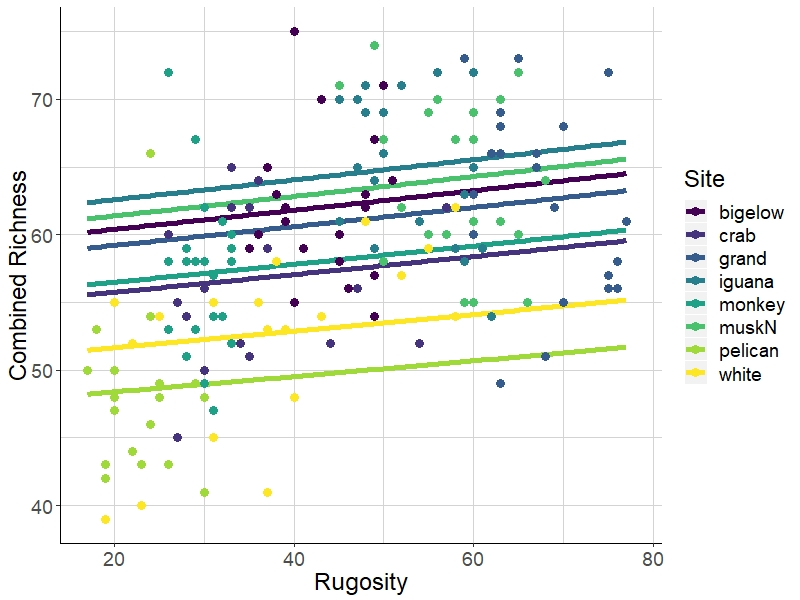 70
60
50
40
20
40
60
80
Combined Richness
Rugosity
Site
bigelow
crab
grand
iguana
monkey
muskN
pelican
white